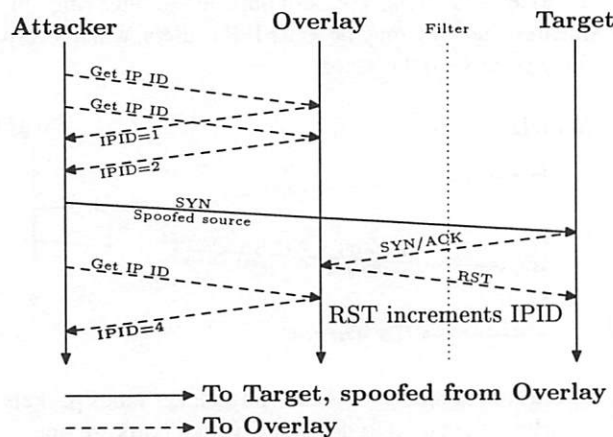 Attacker
Overlay
Filter
Target
Get IP ID
Get IP ID
IPID=1
IPID=2
SYN
Spoofed source
SYN/ACK
Get IP ID
RST
RST increments IPID
IPID=4
To Target, spoofed from Overlay
To Overlay